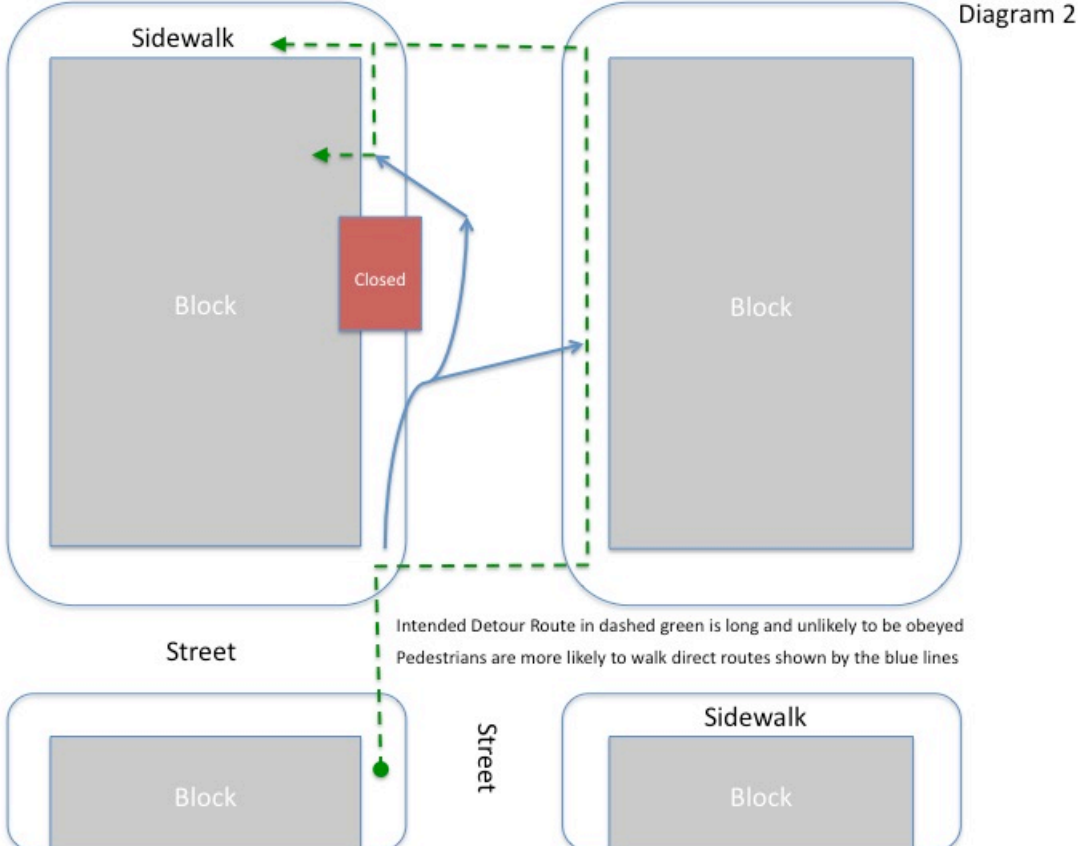 Diagram 2
Sidewalk
Closed
Block
Block
Intended Detour Route in dashed green is long and unlikely to be obeyed
Street
Pedestrians are more likely to walk direct routes shown by the blue lines
Sidewalk
Street
Block
Block